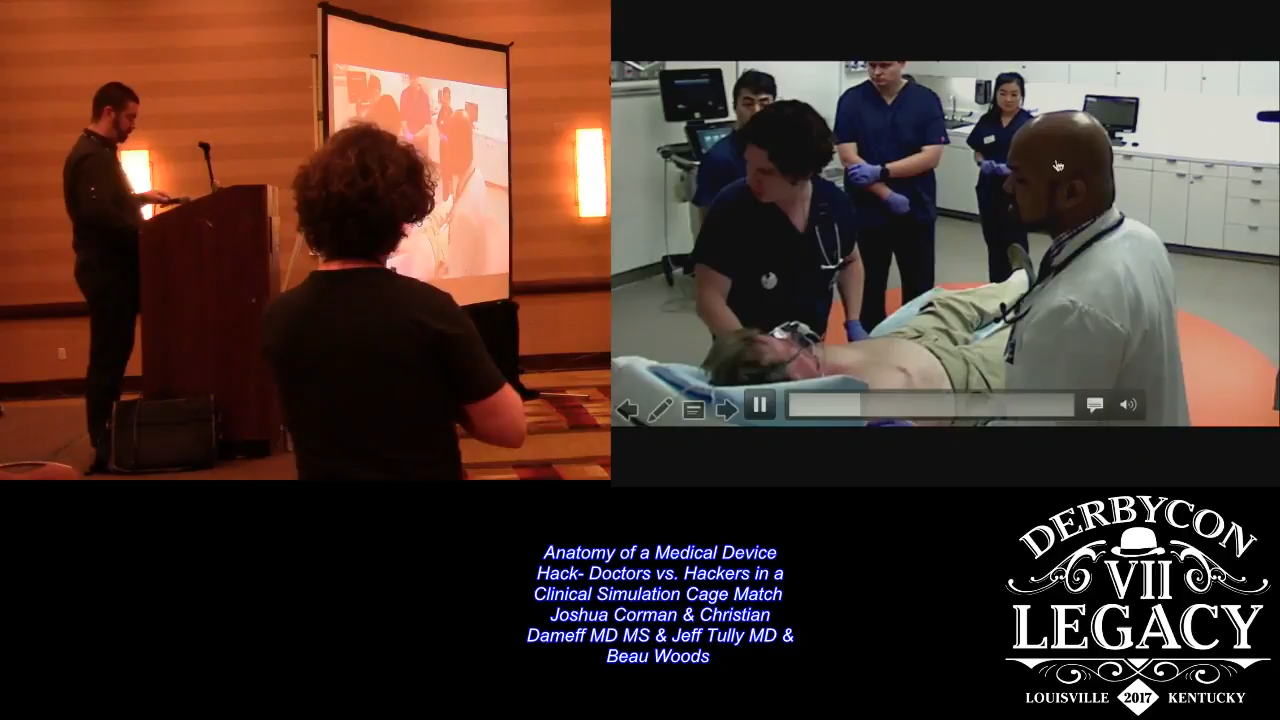 Anatomy of a Medical Device
Hack- Doctors vs. Hackers in a
Clinical Simulation Cage Match
Joshua Corman & Christian
Dameff MD MS & Jeff Tully MD &
Beau Woods
DERBYCON
VII
LEGACY
LOUISVILLE 2017 KENTUCKY